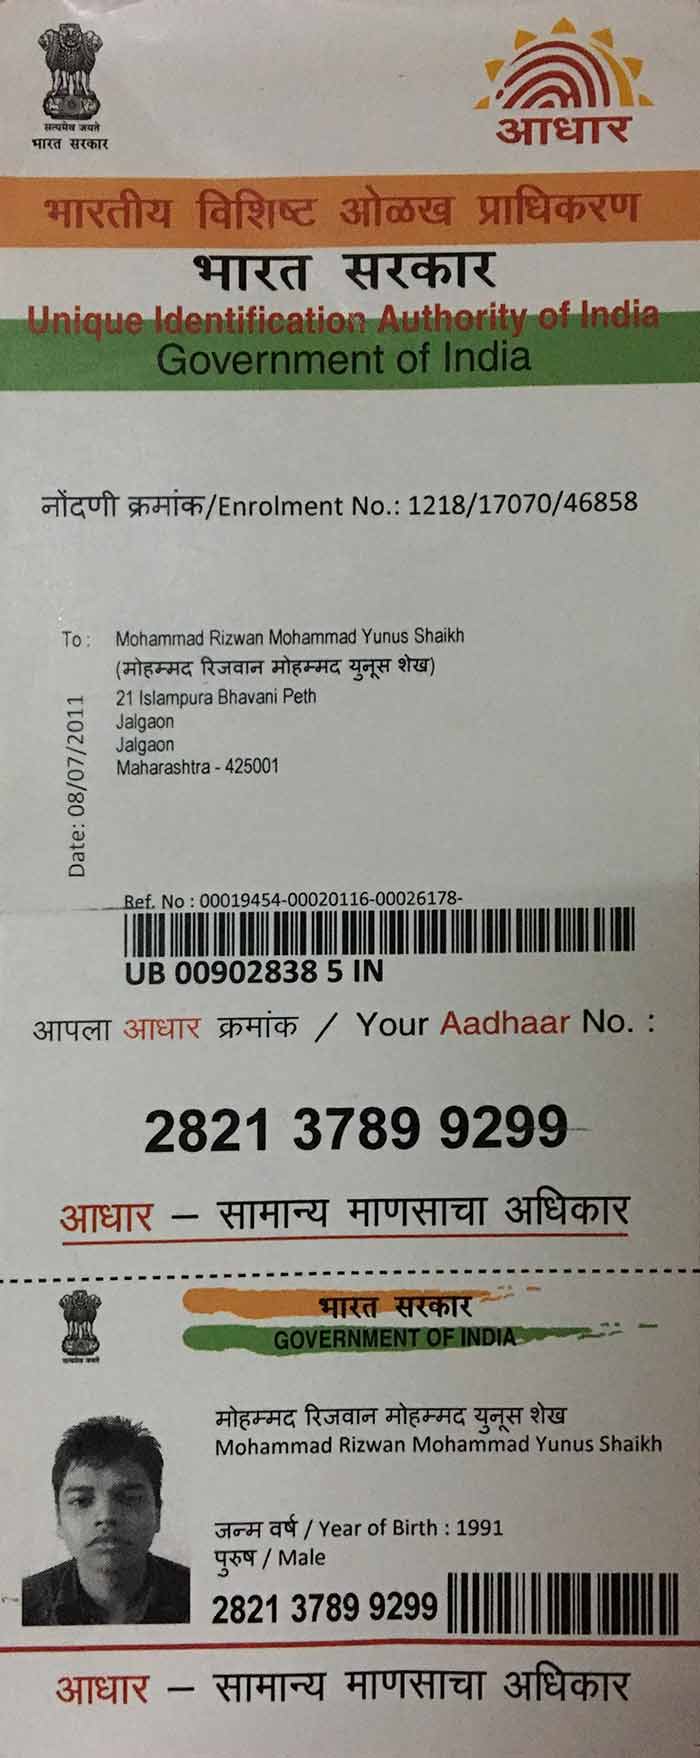 सत्यमेव जयते
भारत सरकार
आधार
भारतीय विशिष्ट ओळख प्राधिकरण
भारत सरकार
Unique Identification Authority of India
Government of India
नोंदणी क्रमांक/Enrolment No.: 1218/17070/46858
To : Mohammad Rizwan Mohammad Yunus Shaikh
(मोहम्मद रिजवान मोहम्मद युनूस शेख)
21 Islampura Bhavani Peth
Jalgaon
Jalgaon
Maharashtra - 425001
Date: 08/07/2011
Ref. No : 00019454-00020116-00026178-
UB 00902838 5 IN
आपला आधार क्रमांक / Your Aadhaar No. :
2821 3789 9299
आधार – सामान्य माणसाचा अधिकार
भारत सरकार
GOVERNMENT OF INDIA
मोहम्मद रिजवान मोहम्मद युनूस शेख
Mohammad Rizwan Mohammad Yunus Shaikh
जन्म वर्ष / Year of Birth : 1991
पुरुष / Male
2821 3789 9299
आधार – सामान्य माणसाचा अधिकार